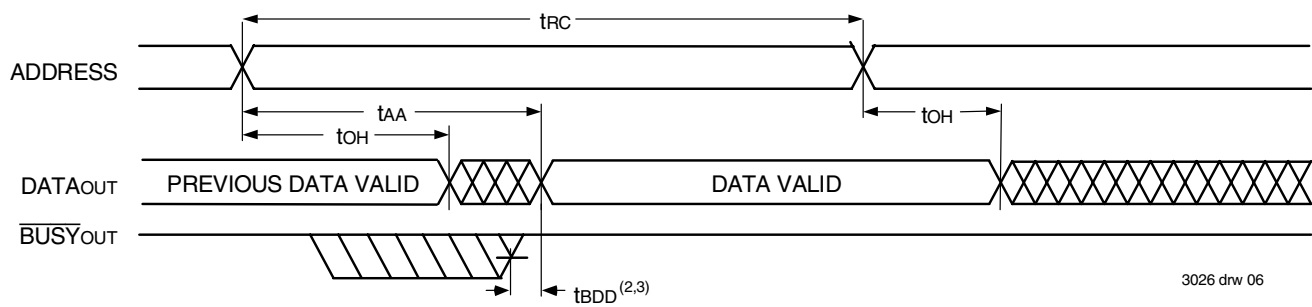 tRC
ADDRESS
tAA
tOH
tOH
DATAOUT
PREVIOUS DATA VALID
DATA VALID
BUSYOUT
tBDD(2,3)
3026 drw 06